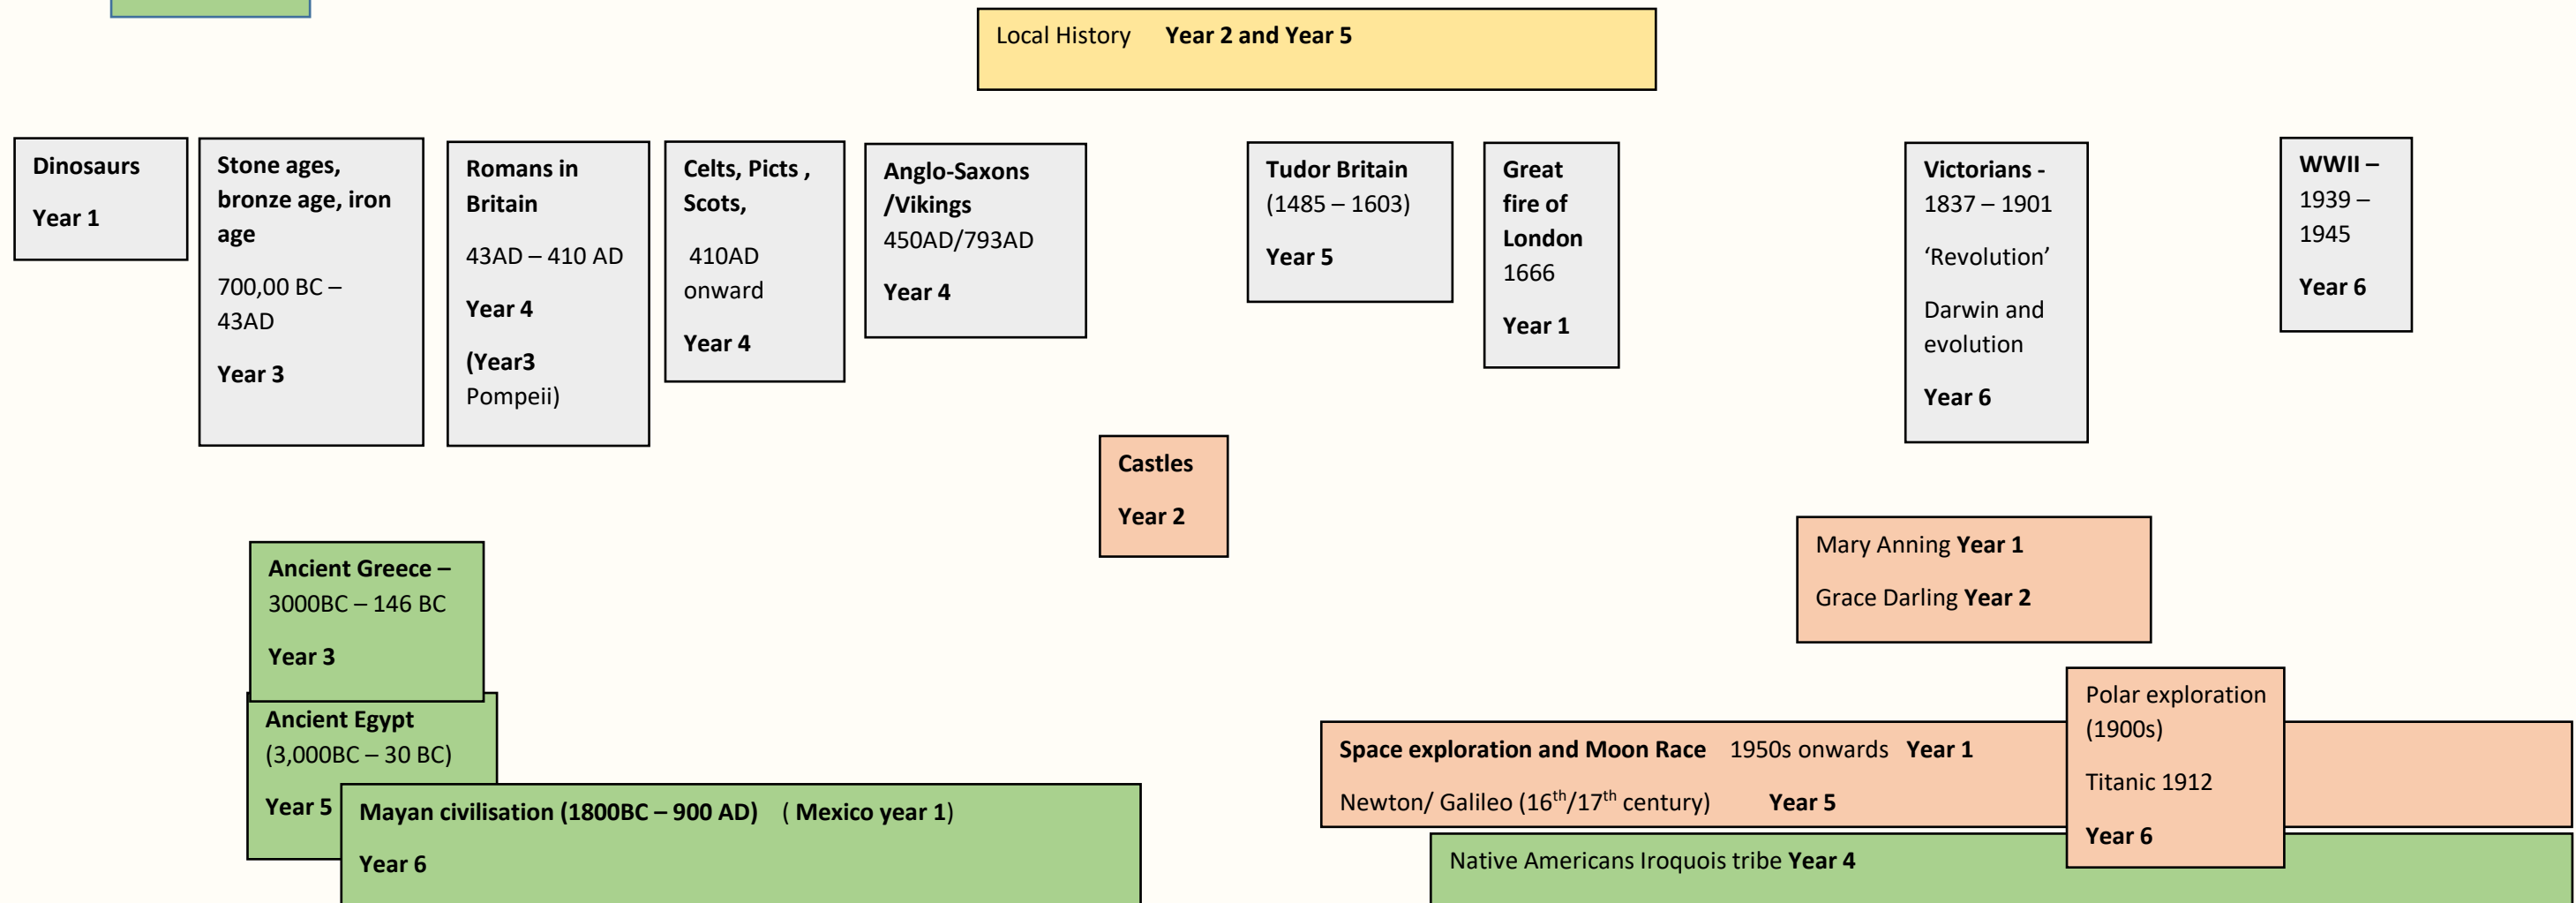 Local History Year 2 and Year 5
Dinosaurs
Year 1
Stone ages,
bronze age, iron
age
700,00 BC –
43AD
Year 3
Romans in
Britain
43AD – 410 AD
Year 4
(Year3
Pompeii)
Celts, Picts ,
Scots,
410AD
onward
Year 4
Anglo-Saxons
/Vikings
450AD/793AD
Year 4
Tudor Britain
(1485 – 1603)
Year 5
Great
fire of
London
1666
Year 1
Victorians -
1837 – 1901
‘Revolution’
Darwin and
evolution
Year 6
WWII –
1939 –
1945
Year 6
Castles
Year 2
Mary Anning Year 1
Grace Darling Year 2
Ancient Greece –
3000BC – 146 BC
Year 3
Ancient Egypt
(3,000BC – 30 BC)
Year 5
Mayan civilisation (1800BC – 900 AD) ( Mexico year 1)
Year 6
Space exploration and Moon Race 1950s onwards Year 1
Newton/ Galileo (16th/17th century) Year 5
Polar exploration
(1900s)
Titanic 1912
Year 6
Native Americans Iroquois tribe Year 4